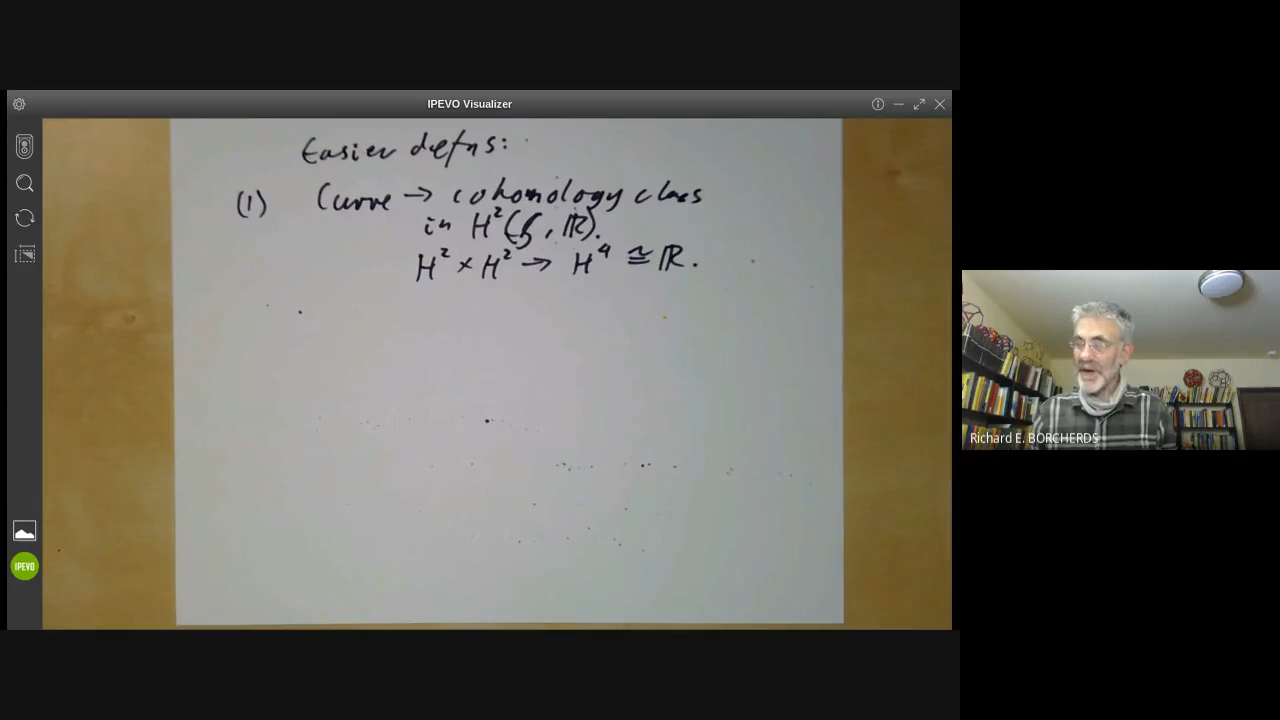 IPEVO Visualizer
Easier defns:
(1) Curve → cohomology class
in H²(S, ℝ).
H² × H² → H⁴ ≅ ℝ.
IPEVO
Richard E. BORCHERDS